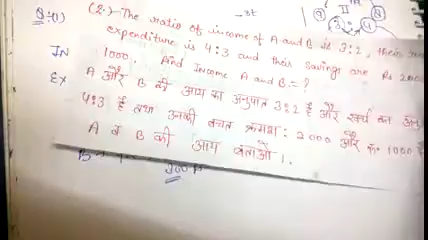 Q:(1) (2:- The ratio of income of A and B is 3:2, their
expenditure is 4:3 and their savings are Rs 2000
IN 1000. And Income A and B = ?
EX A और B की आय का अनुपात 3:2 है और खर्च का
4:3 है तथा उनकी बचत क्रमश: 2000 और रू० 1000
A व B की आय बताओ।